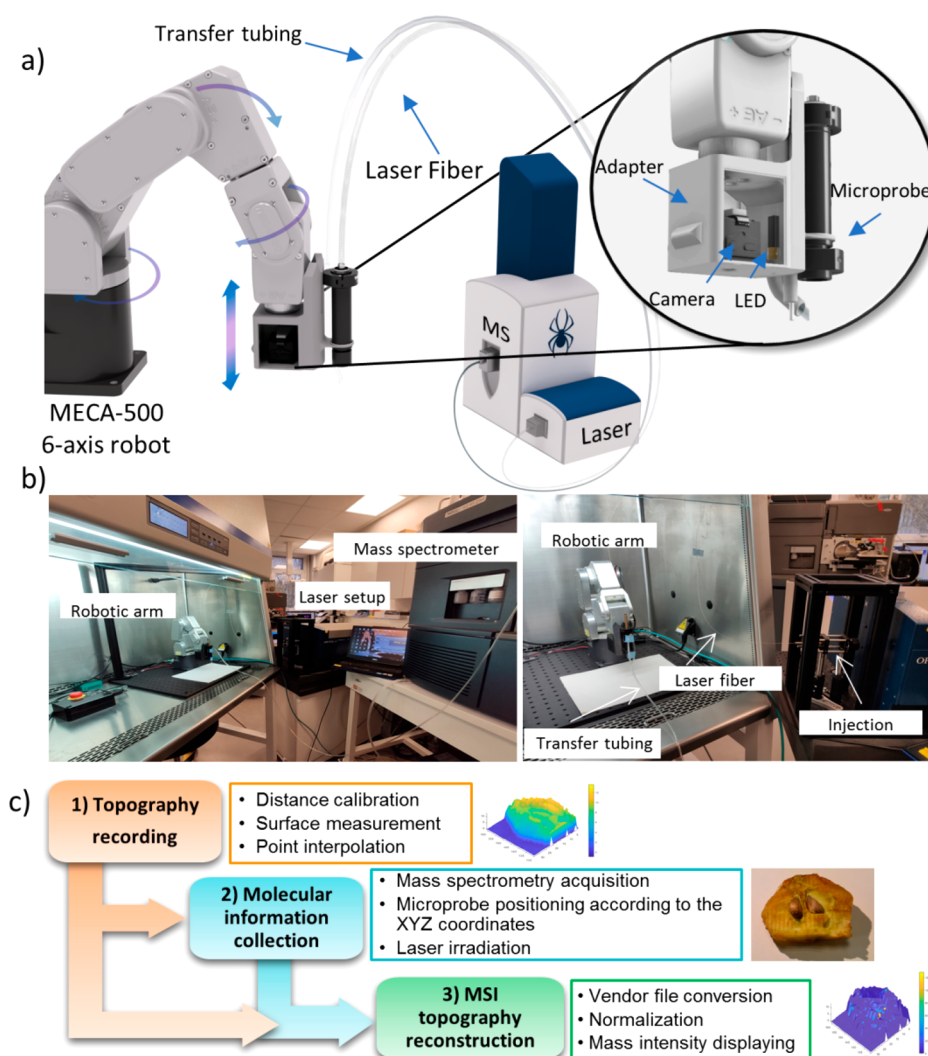 a)
Transfer tubing
Laser Fiber
Adapter
Microprobe
Camera
LED
MS
Laser
MECA-500
6-axis robot
b)
Mass spectrometer
Laser setup
Robotic arm
Robotic arm
Laser fiber
Injection
Transfer tubing
c)
1) Topography
recording
• Distance calibration
• Surface measurement
• Point interpolation
2) Molecular
information
collection
• Mass spectrometry acquisition
• Microprobe positioning according to the
XYZ coordinates
• Laser irradiation
3) MSI
topography
reconstruction
• Vendor file conversion
• Normalization
• Mass intensity displaying